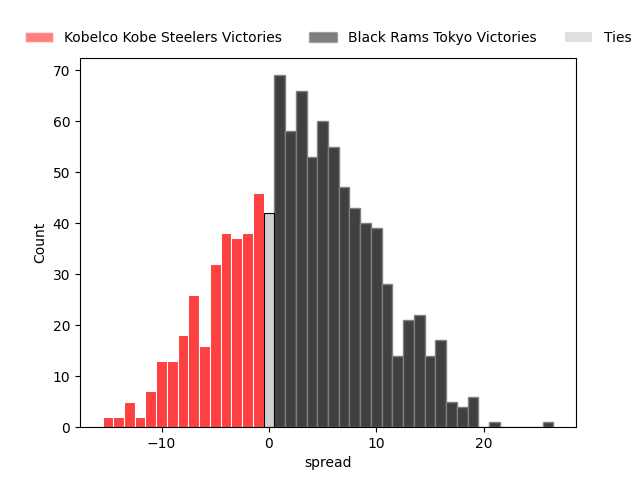 Kobelco Kobe Steelers Victories Black Rams Tokyo Victories Ties
70
60
50
40
30
20
10
0
Count
−10 0 10 20
spread